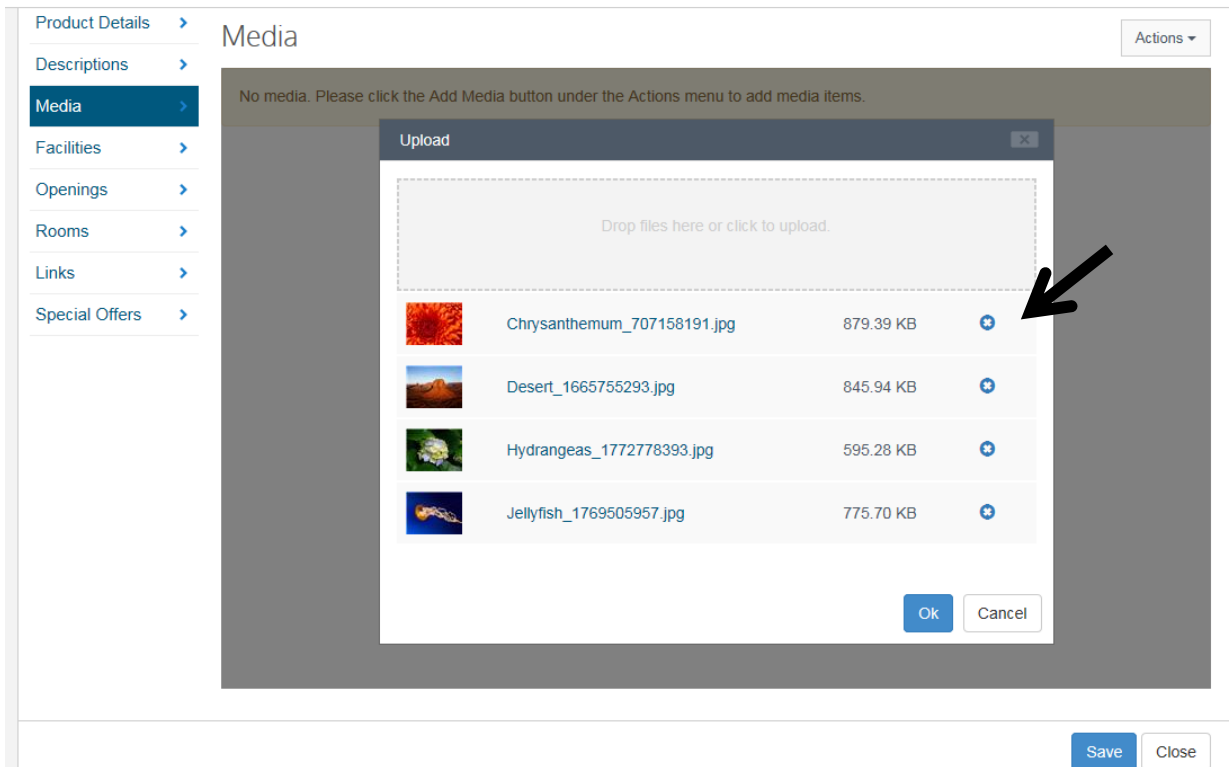 Product Details
Descriptions
Media
Facilities
Openings
Rooms
Links
Special Offers
Media
Actions
No media. Please click the Add Media button under the Actions menu to add media items.
Upload
Drop files here or click to upload.
Chrysanthemum_707158191.jpg 879.39 KB
Desert_1665755293.jpg 845.94 KB
Hydrangeas_1772778393.jpg 595.28 KB
Jellyfish_1769505957.jpg 775.70 KB
Ok Cancel
Save Close